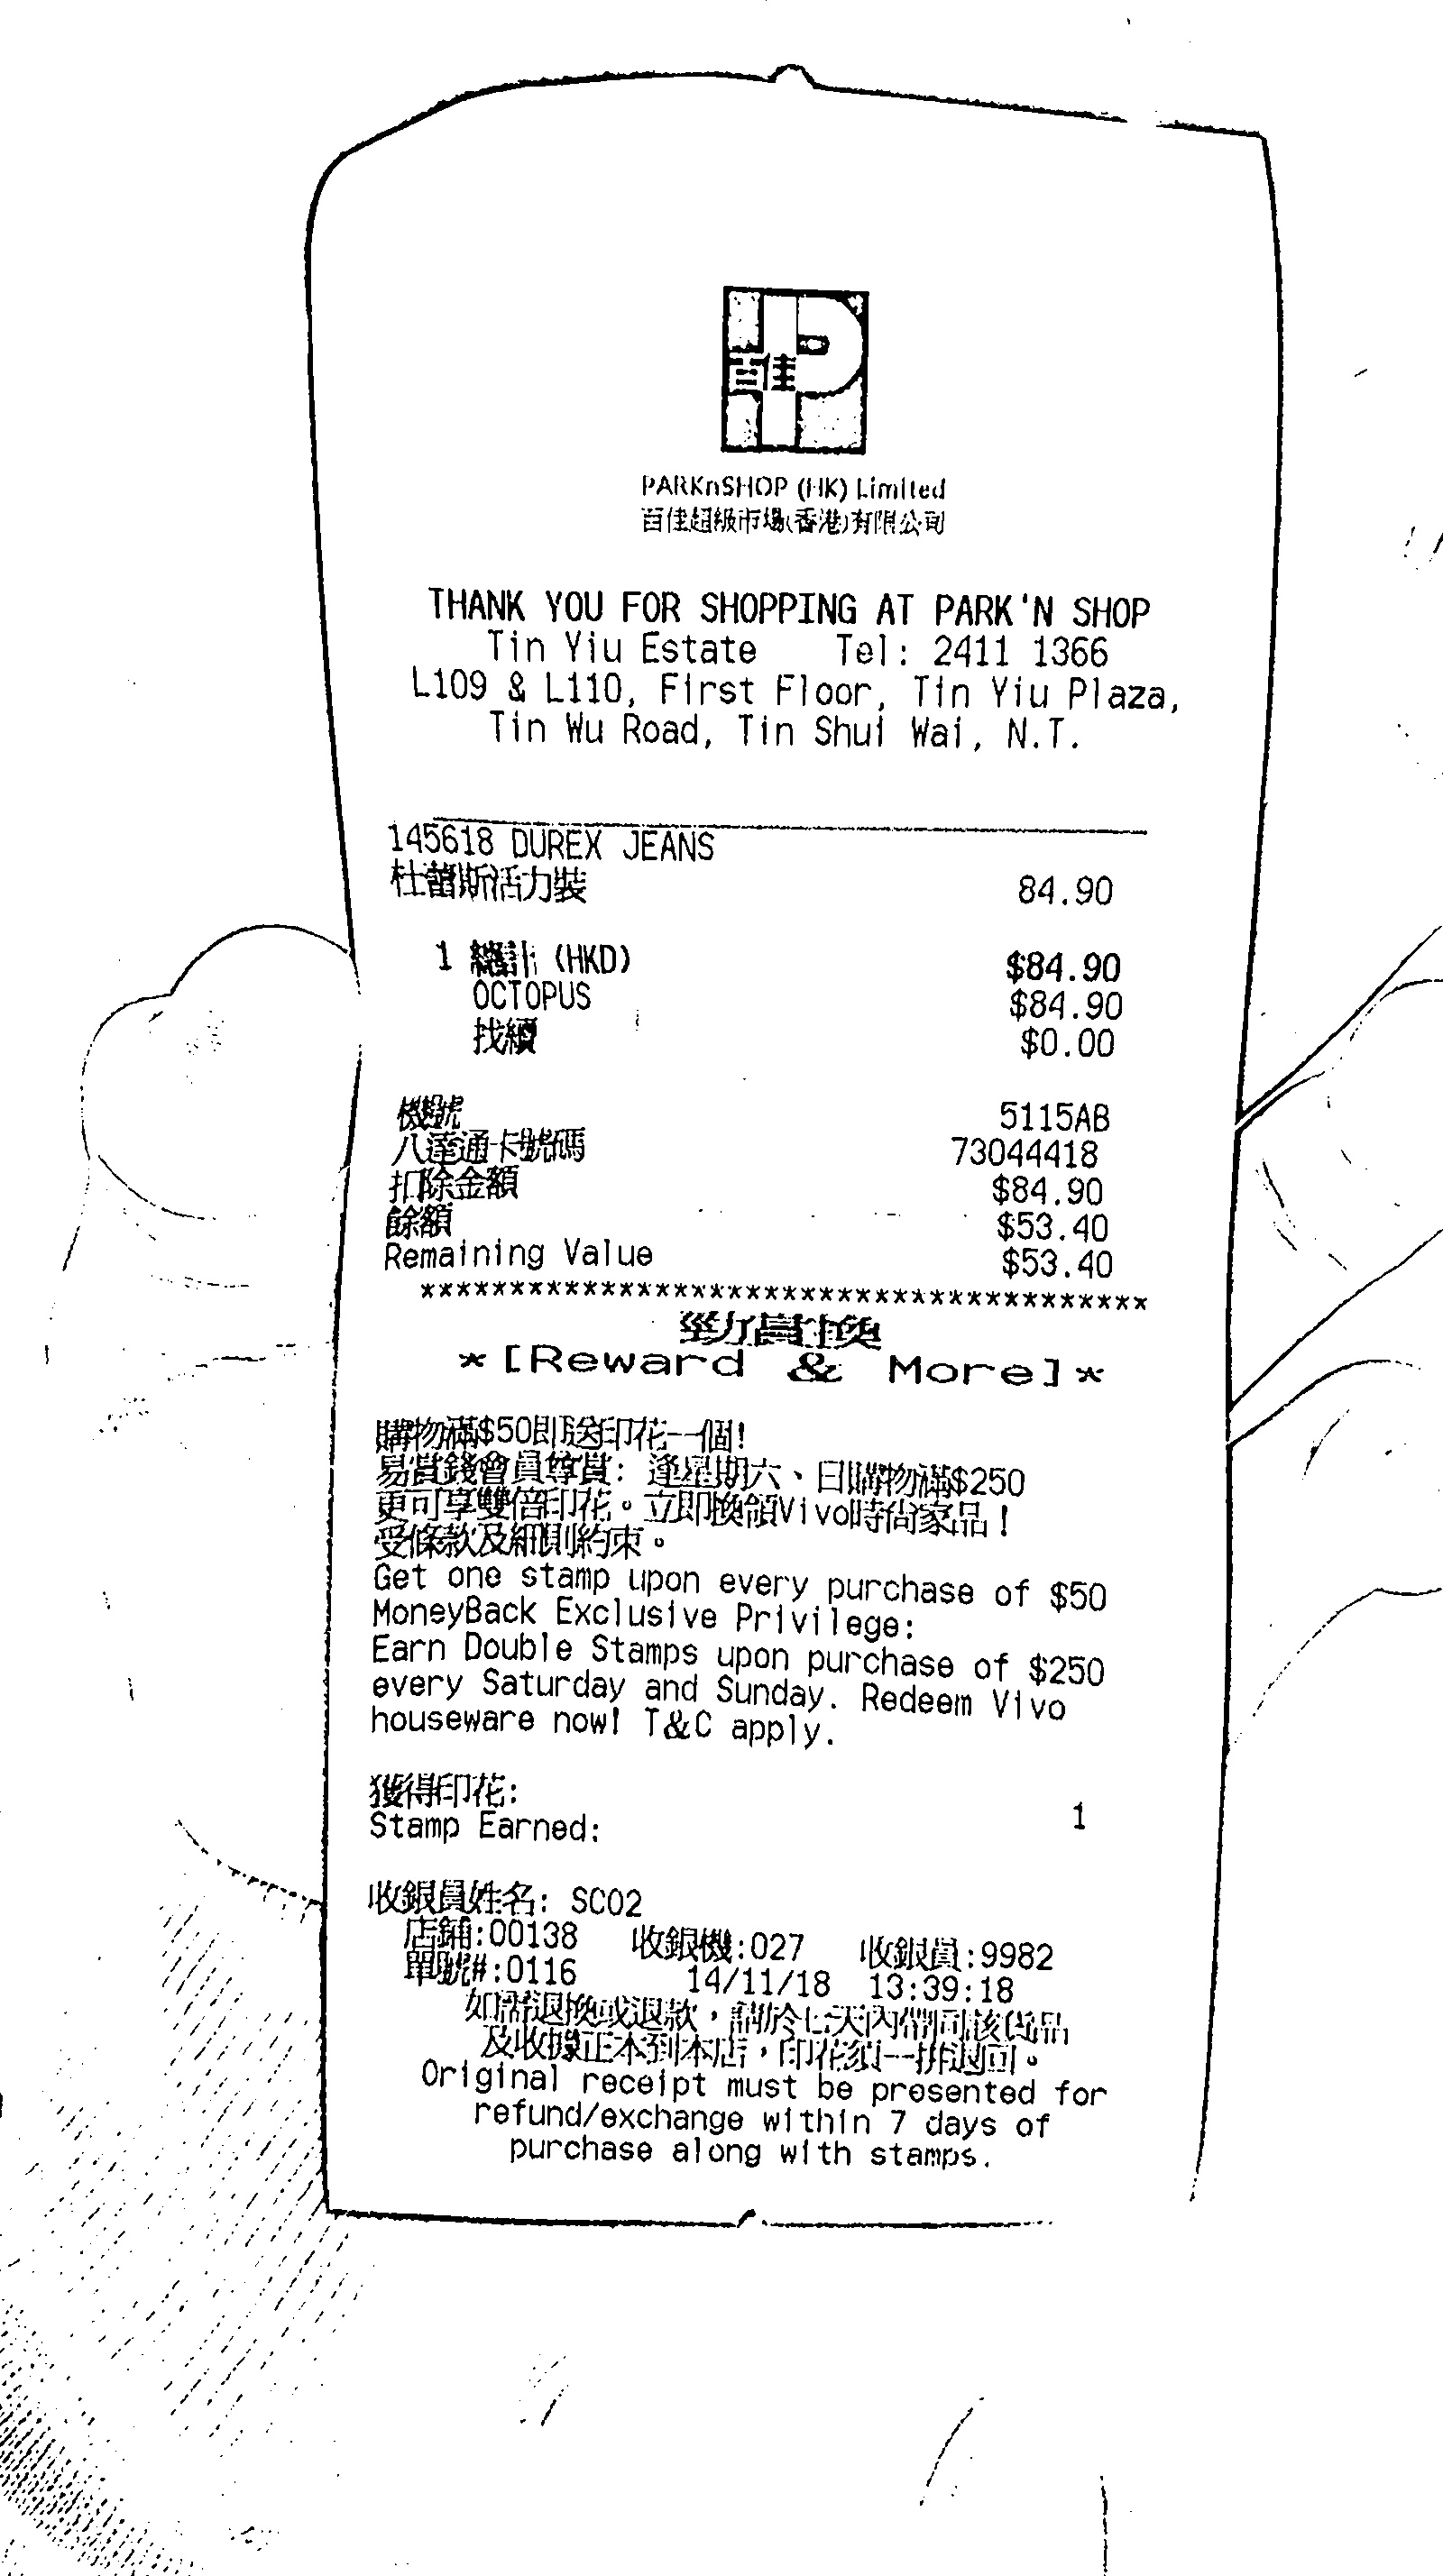 百佳
PARKnSHOP (HK) Limited
百佳超級市場(香港)有限公司
THANK YOU FOR SHOPPING AT PARK'N SHOP
Tin Yiu Estate Tel: 2411 1366
L109 & L110, First Floor, Tin Yiu Plaza,
Tin Wu Road, Tin Shui Wai, N.T.
145618 DUREX JEANS
杜蕾斯活力裝 84.90
1 總計 (HKD) $84.90
OCTOPUS $84.90
找續 $0.00
機號 5115AB
八達通卡號碼 73044418
扣除金額 $84.90
餘額 $53.40
Remaining Value $53.40
****************************************
勁賞換
*[Reward & More]*
購物滿$50即送印花一個!
易賞錢會員尊賞: 逢星期六、日購物滿$250
更可享雙倍印花。立即換領Vivo時尚家品!
受條款及細則約束。
Get one stamp upon every purchase of $50
MoneyBack Exclusive Privilege:
Earn Double Stamps upon purchase of $250
every Saturday and Sunday. Redeem Vivo
houseware now! T&C apply.
獲得印花:
Stamp Earned: 1
收銀員姓名: SC02
店鋪:00138 收銀機:027 收銀員:9982
單號#:0116 14/11/18 13:39:18
如需退換或退款，請於七天內帶同該貨品
及收據正本到本店，印花須一拼退回。
Original receipt must be presented for
refund/exchange within 7 days of
purchase along with stamps.